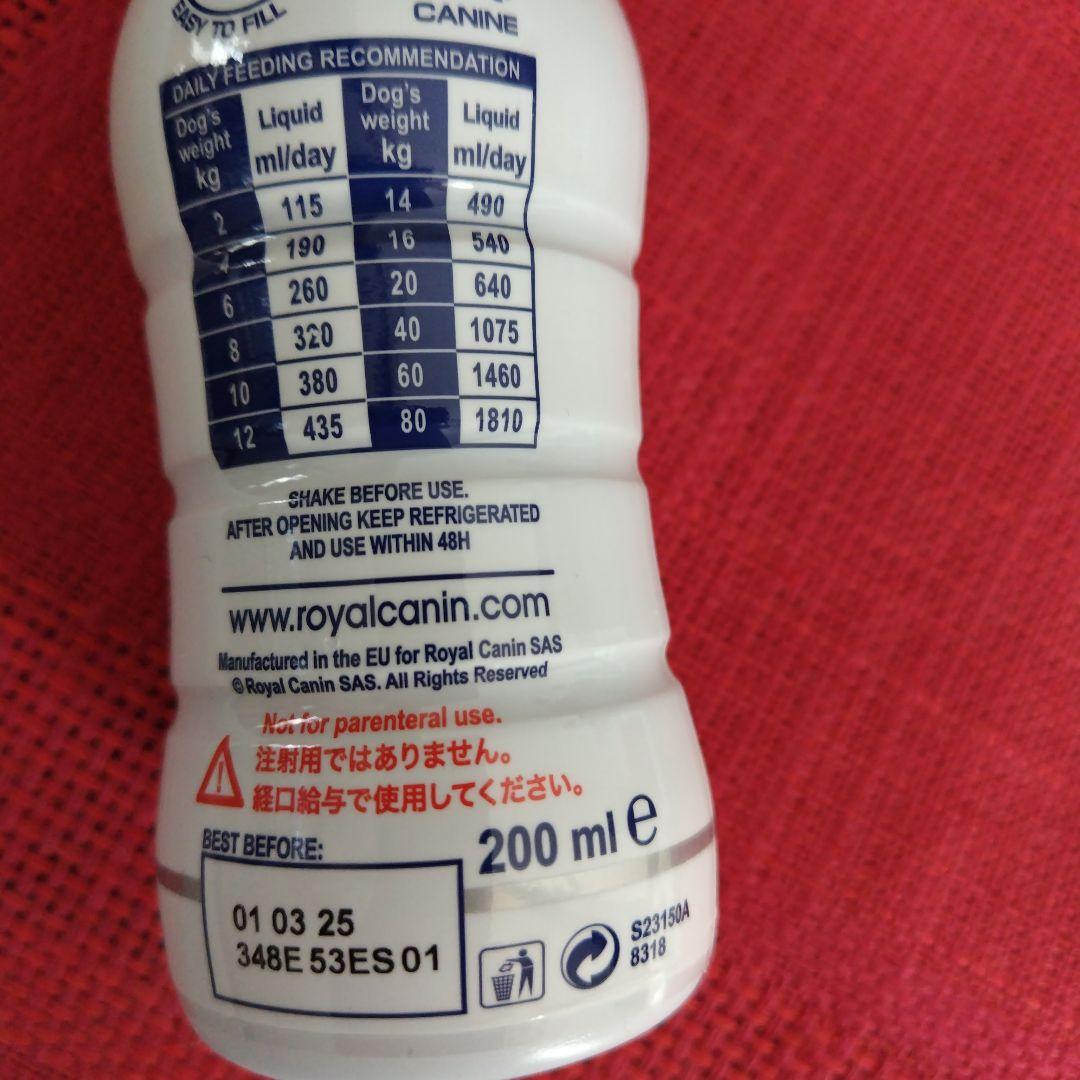 EASY TO FILL
CANINE
DAILY FEEDING RECOMMENDATION
Dog's weight kg Liquid ml/day Dog's weight kg Liquid ml/day
2 115 14 490
4 190 16 540
6 260 20 640
8 320 40 1075
10 380 60 1460
12 435 80 1810
SHAKE BEFORE USE.
AFTER OPENING KEEP REFRIGERATED
AND USE WITHIN 48H
www.royalcanin.com
Manufactured in the EU for Royal Canin SAS
© Royal Canin SAS. All Rights Reserved
Not for parenteral use.
注射用ではありません。
経口給与で使用してください。
BEST BEFORE:
200 ml e
01 03 25
348E 53ES 01
S23150A
8318